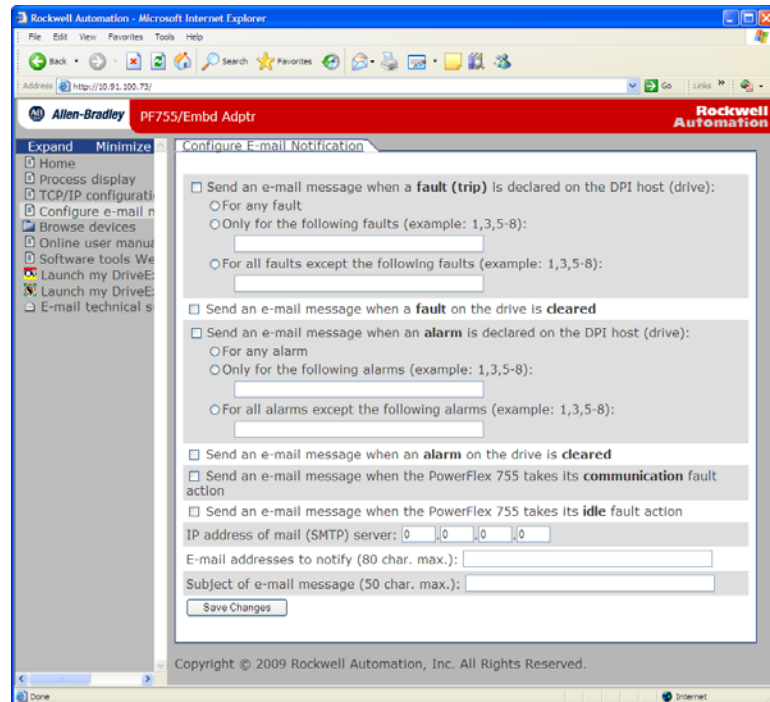 Rockwell Automation - Microsoft Internet Explorer
File Edit View Favorites Tools Help
Back
Search Favorites
Address http://10.91.100.73/ Go Links
AB Allen-Bradley PF755/Embd Adptr
Rockwell
Automation
Expand Minimize
Home
Process display
TCP/IP configurati
Configure e-mail n
Browse devices
Online user manua
Software tools We
Launch my DriveE:
Launch my DriveE:
E-mail technical s
Configure E-mail Notification
Send an e-mail message when a fault (trip) is declared on the DPI host (drive):
For any fault
Only for the following faults (example: 1,3,5-8):
For all faults except the following faults (example: 1,3,5-8):
Send an e-mail message when a fault on the drive is cleared
Send an e-mail message when an alarm is declared on the DPI host (drive):
For any alarm
Only for the following alarms (example: 1,3,5-8):
For all alarms except the following alarms (example: 1,3,5-8):
Send an e-mail message when an alarm on the drive is cleared
Send an e-mail message when the PowerFlex 755 takes its communication fault
action
Send an e-mail message when the PowerFlex 755 takes its idle fault action
IP address of mail (SMTP) server: 0 .0 .0 .0
E-mail addresses to notify (80 char. max.):
Subject of e-mail message (50 char. max.):
Save Changes
Copyright © 2009 Rockwell Automation, Inc. All Rights Reserved.
Done
Internet